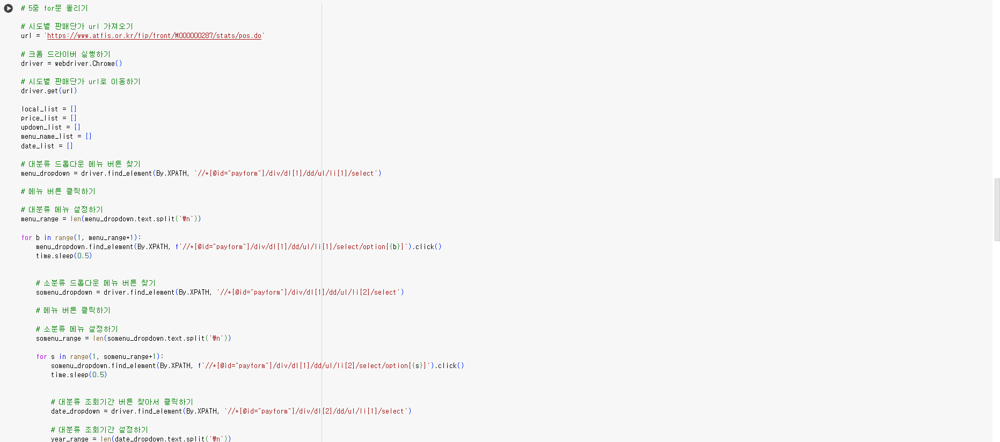 # 5중 for문 돌리기
# 시도별 판매단가 url 가져오기
url = 'https://www.atfis.or.kr/fip/front/M000000287/stats/pos.do'
# 크롬 드라이버 실행하기
driver = webdriver.Chrome()
# 시도별 판매단가 url로 이동하기
driver.get(url)
local_list = []
price_list = []
updown_list = []
menu_name_list = []
date_list = []
# 대분류 드롭다운 메뉴 버튼 찾기
menu_dropdown = driver.find_element(By.XPATH, '//*[@id="payform"]/div/dl[1]/dd/ul/li[1]/select')
# 메뉴 버튼 클릭하기
# 대분류 메뉴 설정하기
menu_range = len(menu_dropdown.text.split('₩n'))
for b in range(1, menu_range+1):
menu_dropdown.find_element(By.XPATH, f'//*[@id="payform"]/div/dl[1]/dd/ul/li[1]/select/option[{b}]').click()
time.sleep(0.5)
# 소분류 드롭다운 메뉴 버튼 찾기
somenu_dropdown = driver.find_element(By.XPATH, '//*[@id="payform"]/div/dl[1]/dd/ul/li[2]/select')
# 메뉴 버튼 클릭하기
# 소분류 메뉴 설정하기
somenu_range = len(somenu_dropdown.text.split('₩n'))
for s in range(1, somenu_range+1):
somenu_dropdown.find_element(By.XPATH, f'//*[@id="payform"]/div/dl[1]/dd/ul/li[2]/select/option[{s}]').click()
time.sleep(0.5)
# 대분류 조회기간 버튼 찾아서 클릭하기
date_dropdown = driver.find_element(By.XPATH, '//*[@id="payform"]/div/dl[2]/dd/ul/li[1]/select')
# 대분류 조회기간 설정하기
year_range = len(date_dropdown.text.split('₩n'))